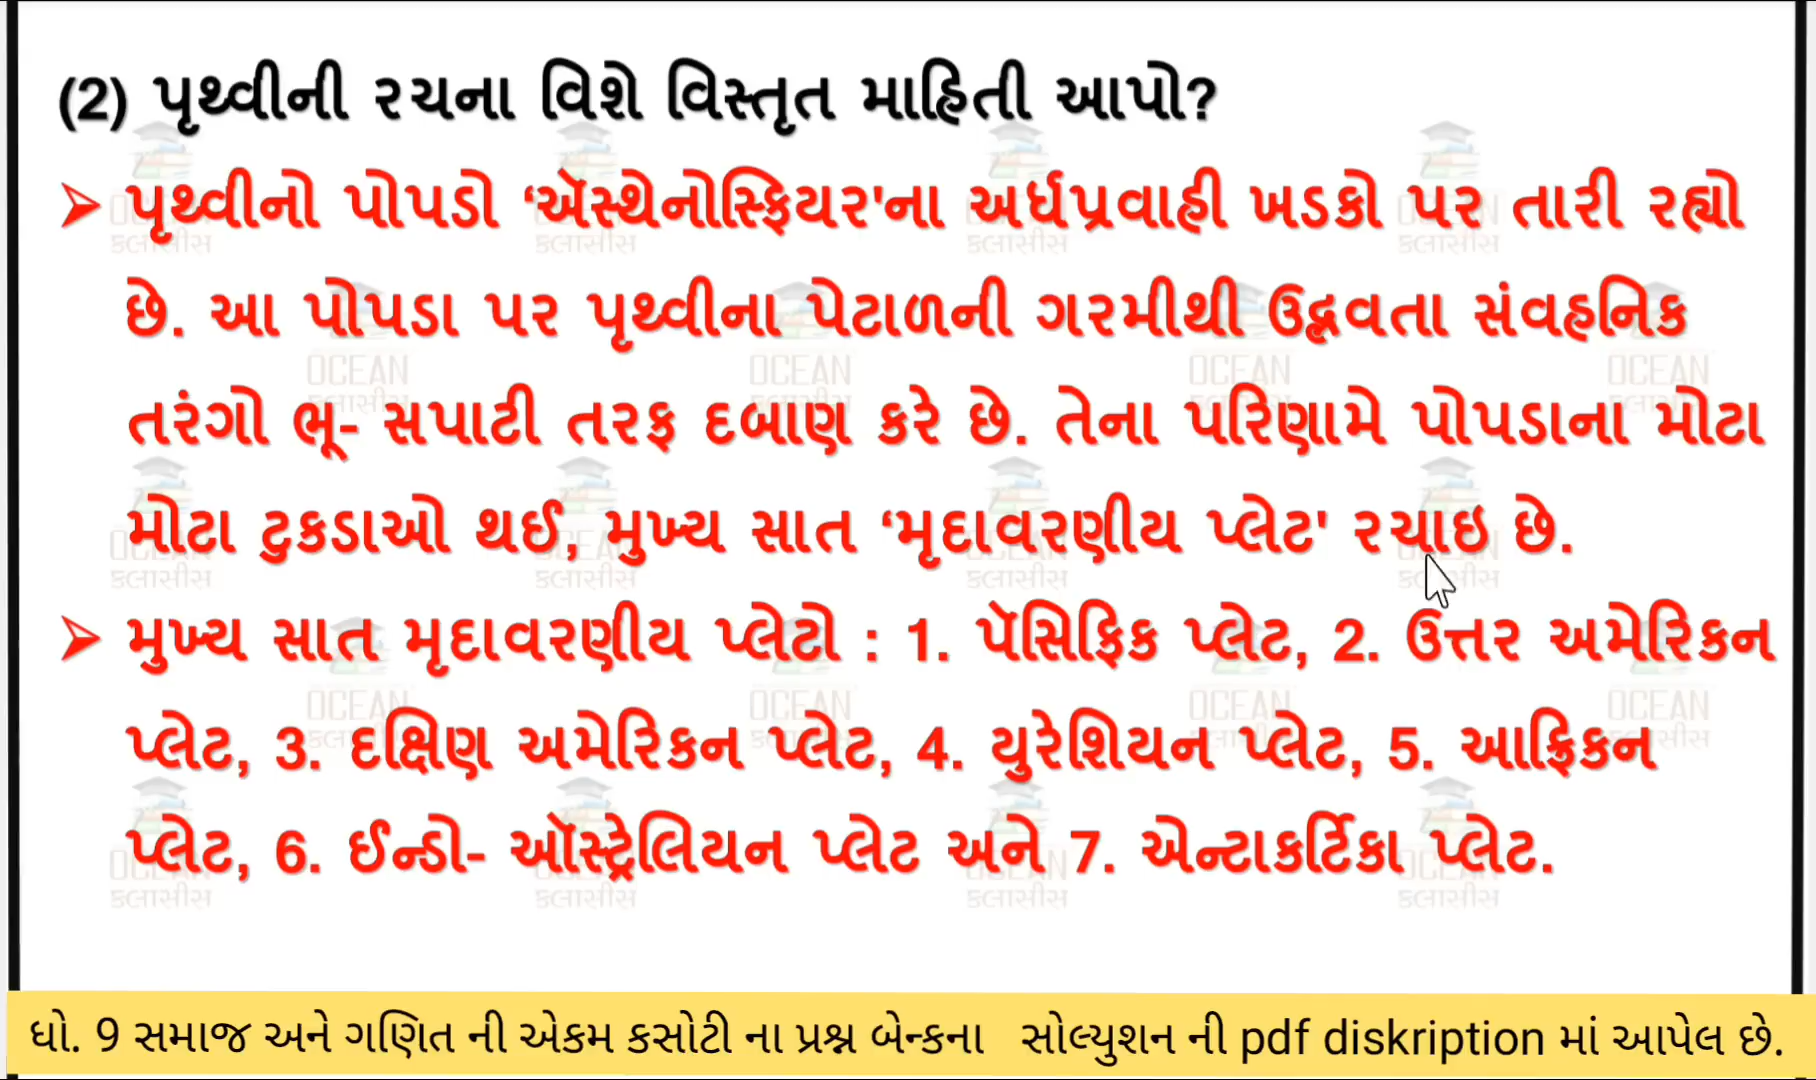 (2) પૃથ્વીની રચના વિશે વિસ્તૃત માહિતી આપો?
➢ પૃથ્વીનો પોપડો ‘ઍસ્થેનોસ્ફિયર'ના અર્ધપ્રવાહી ખડકો પર તારી રહ્યો
છે. આ પોપડા પર પૃથ્વીના પેટાળની ગરમીથી ઉદ્ભવતા સંવહનિક
તરંગો ભૂ- સપાટી તરફ દબાણ કરે છે. તેના પરિણામે પોપડાના મોટા
મોટા ટુકડાઓ થઈ, મુખ્ય સાત ‘મૃદાવરણીય પ્લેટ' રચાઇ છે.
➢ મુખ્ય સાત મૃદાવરણીય પ્લેટો : 1. પૅસિફિક પ્લેટ, 2. ઉત્તર અમેરિકન
પ્લેટ, 3. દક્ષિણ અમેરિકન પ્લેટ, 4. યુરેશિયન પ્લેટ, 5. આફ્રિકન
પ્લેટ, 6. ઈન્ડો- ઑસ્ટ્રેલિયન પ્લેટ અને 7. એન્ટાકર્ટિકા પ્લેટ.
OCEAN
ક્લાસીસ
ધો. 9 સમાજ અને ગણિત ની એકમ કસોટી ના પ્રશ્ન બેન્કના સોલ્યુશન ની pdf diskription માં આપેલ છે.